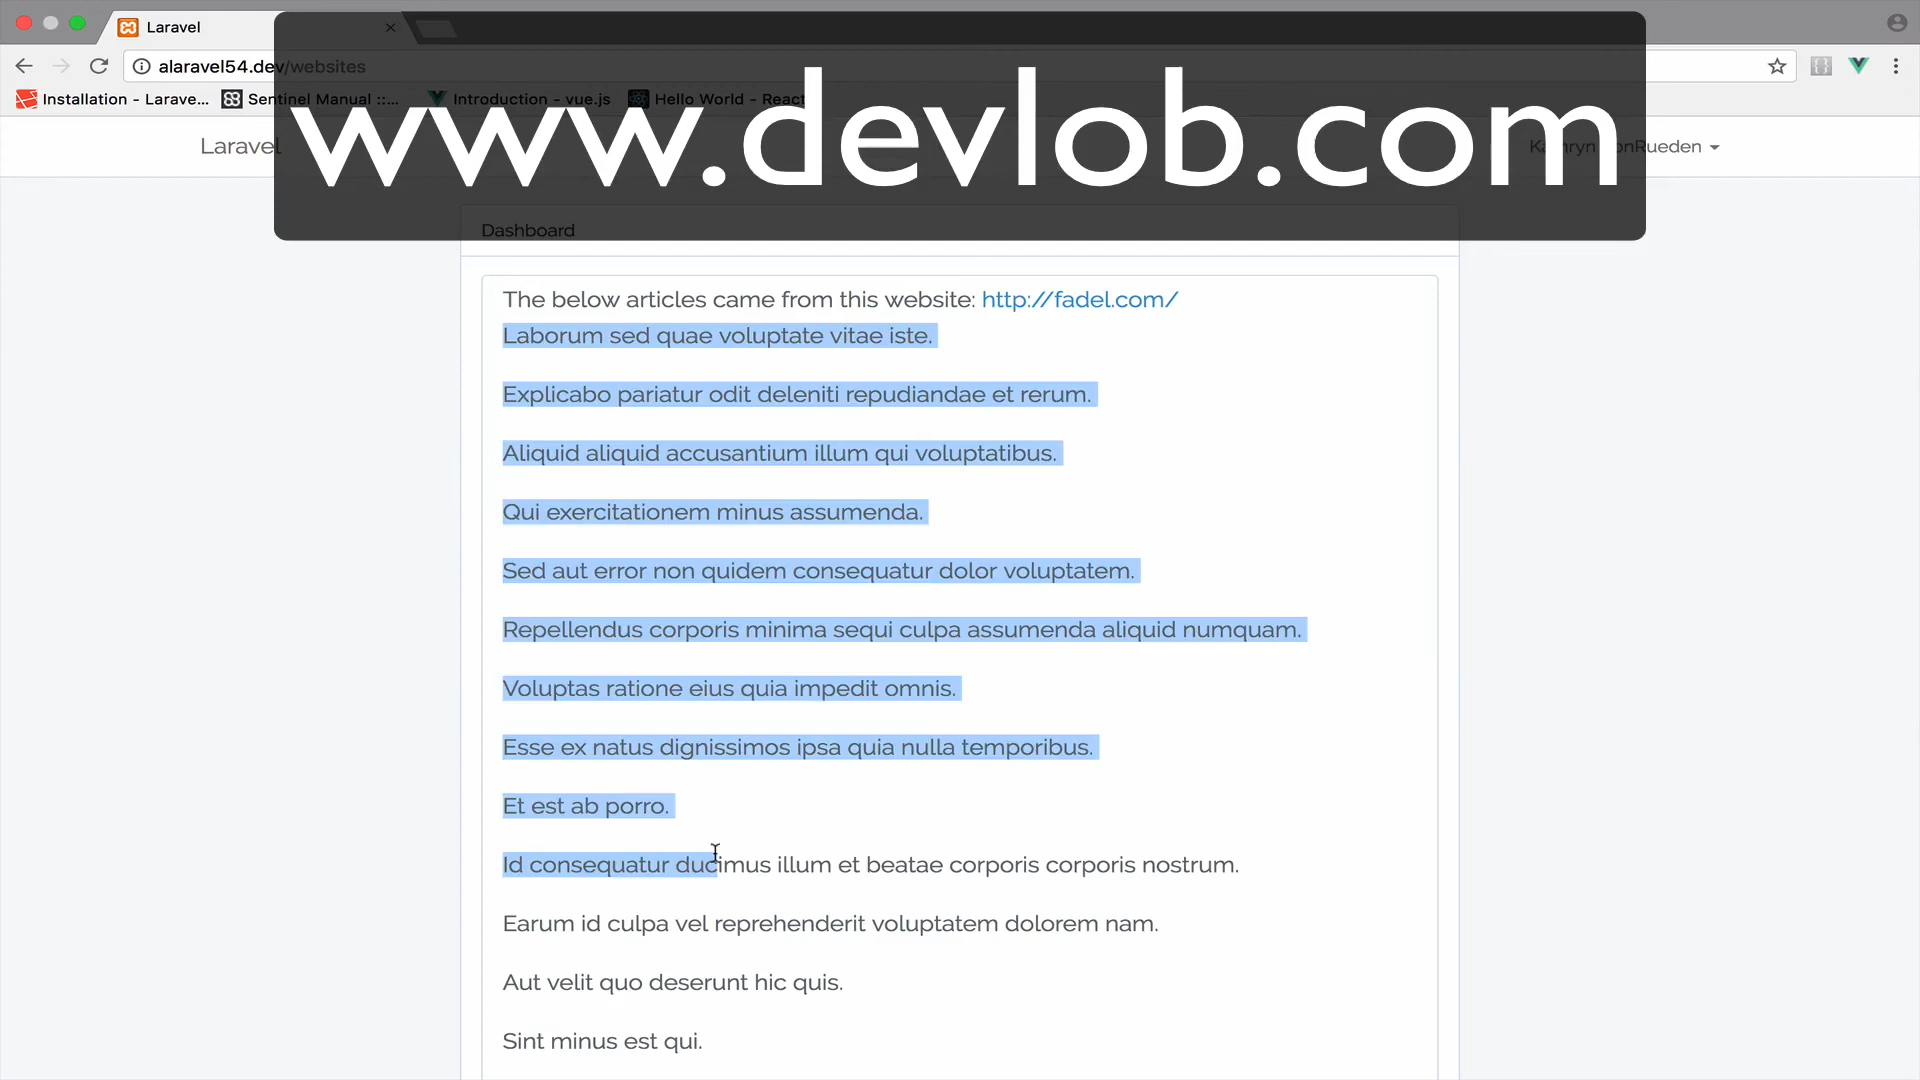 Laravel
alaravel54.dev/websites
Installation - Larave...
Sentinel Manual ::...
Introduction - vue.js
Hello World - React
www.devlob.com
Laravel
Dashboard
The below articles came from this website: http://fadel.com/
Laborum sed quae voluptate vitae iste.
Explicabo pariatur odit deleniti repudiandae et rerum.
Aliquid aliquid accusantium illum qui voluptatibus.
Qui exercitationem minus assumenda.
Sed aut error non quidem consequatur dolor voluptatem.
Repellendus corporis minima sequi culpa assumenda aliquid numquam.
Voluptas ratione eius quia impedit omnis.
Esse ex natus dignissimos ipsa quia nulla temporibus.
Et est ab porro.
Id consequatur ducimus illum et beatae corporis corporis nostrum.
Earum id culpa vel reprehenderit voluptatem dolorem nam.
Aut velit quo deserunt hic quis.
Sint minus est qui.